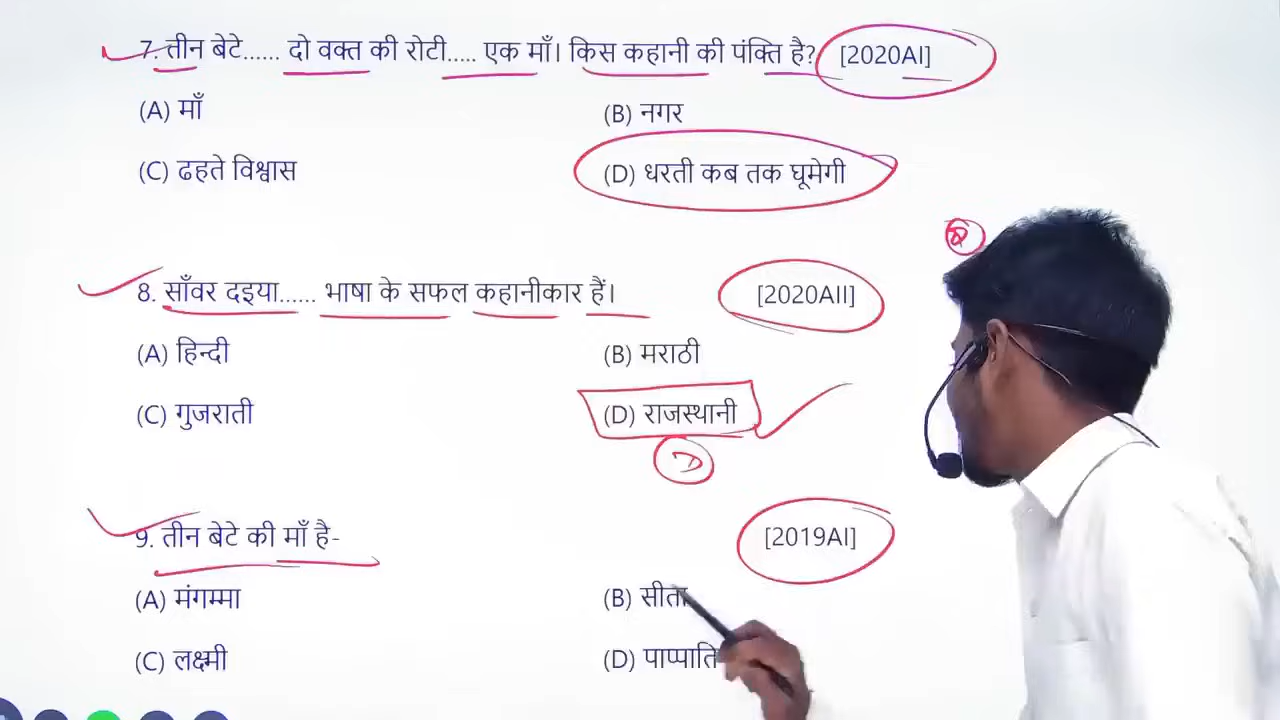 7. तीन बेटे...... दो वक्त की रोटी..... एक माँ। किस कहानी की पंक्ति है? [2020AI]
(A) माँ (B) नगर
(C) ढहते विश्वास (D) धरती कब तक घूमेगी
8. साँवर दइया...... भाषा के सफल कहानीकार हैं। [2020AII]
(A) हिन्दी (B) मराठी
(C) गुजराती (D) राजस्थानी
D
9. तीन बेटे की माँ है- [2019AI]
(A) मंगम्मा (B) सीता
(C) लक्ष्मी (D) पाप्पाति